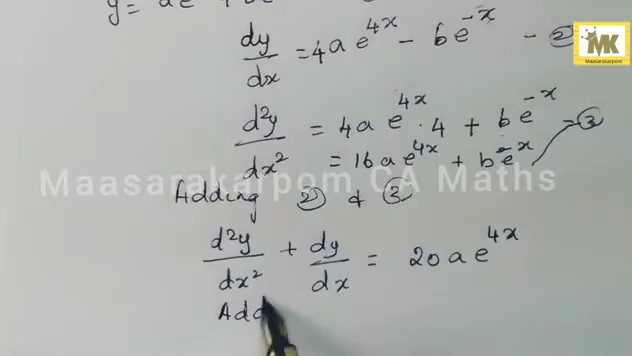 y =
MK
Maasarakarpom
dy/dx = 4ae^{4x} - be^{-x} - ②
d²y/dx² = 4ae^{4x}·4 + be^{-x} - ③
= 16ae^{4x} + be^{-x}
Maasarakarpom CA Maths
Adding ② & ③
d²y/dx² + dy/dx = 20ae^{4x}
Add